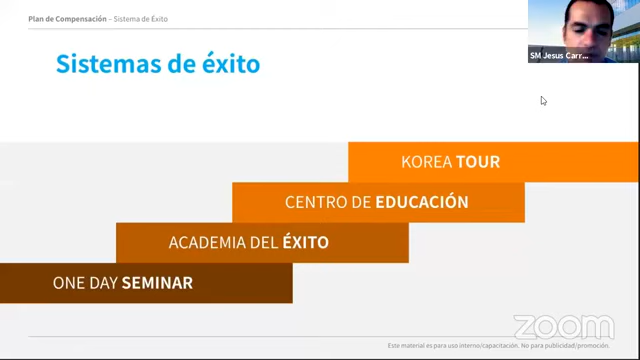 Plan de Compensación – Sistema de Éxito
SM Jesus Carr...
Sistemas de éxito
KOREA TOUR
CENTRO DE EDUCACIÓN
ACADEMIA DEL ÉXITO
ONE DAY SEMINAR
zoom
Este material es para uso interno/capacitación. No para publicidad/promoción.